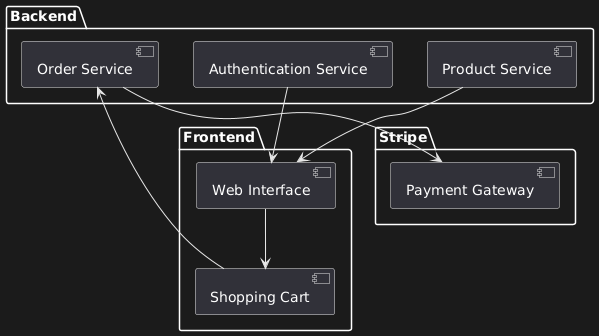 Backend
Order Service
Authentication Service
Product Service
Frontend
Stripe
Web Interface
Payment Gateway
Shopping Cart